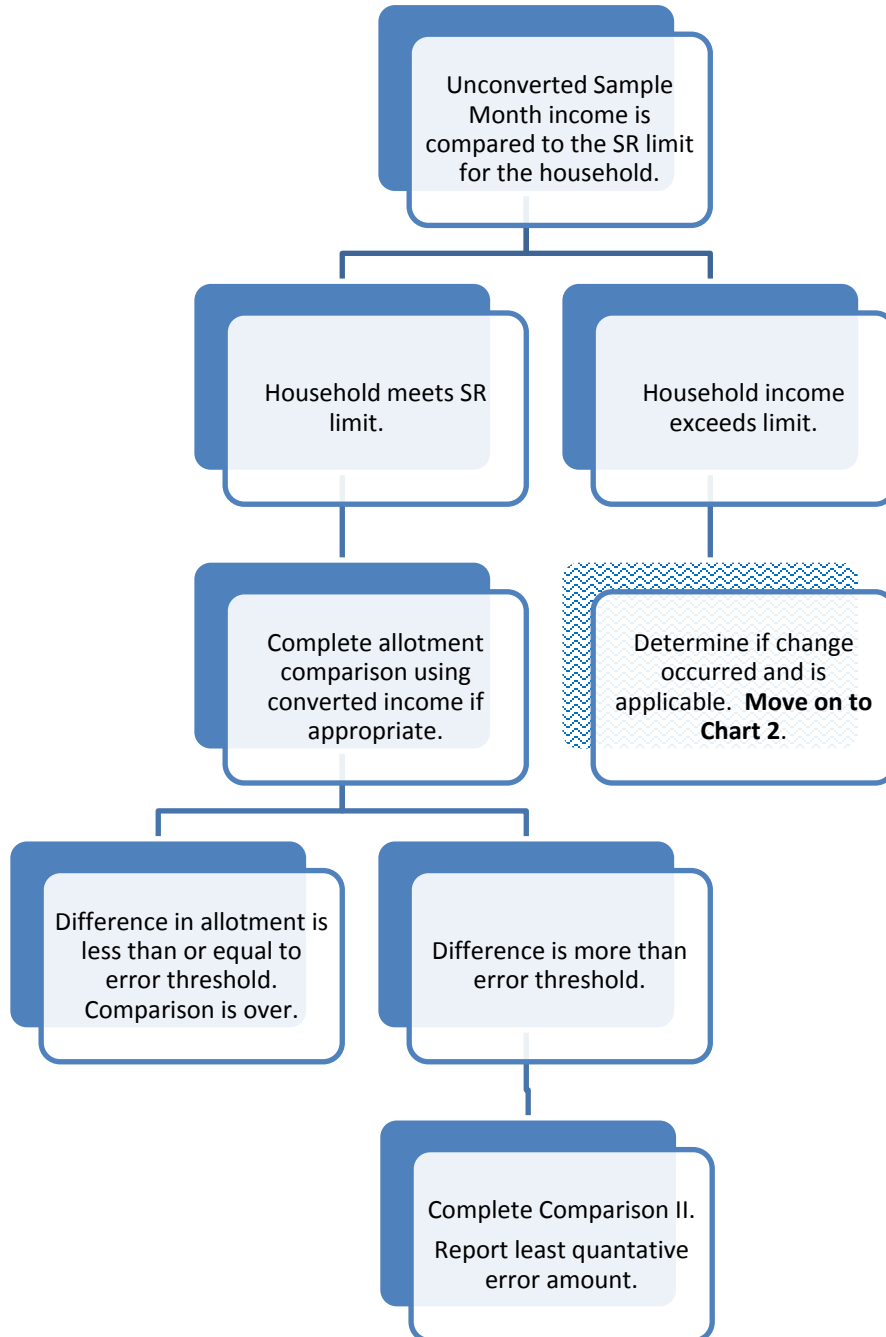 Unconverted Sample
Month income is
compared to the SR limit
for the household.
Household meets SR
limit.
Household income
exceeds limit.
Complete allotment
comparison using
converted income if
appropriate.
Determine if change
occurred and is
applicable. Move on to
Chart 2.
Difference in allotment is
less than or equal to
error threshold.
Comparison is over.
Difference is more than
error threshold.
Complete Comparison II.
Report least quantative
error amount.